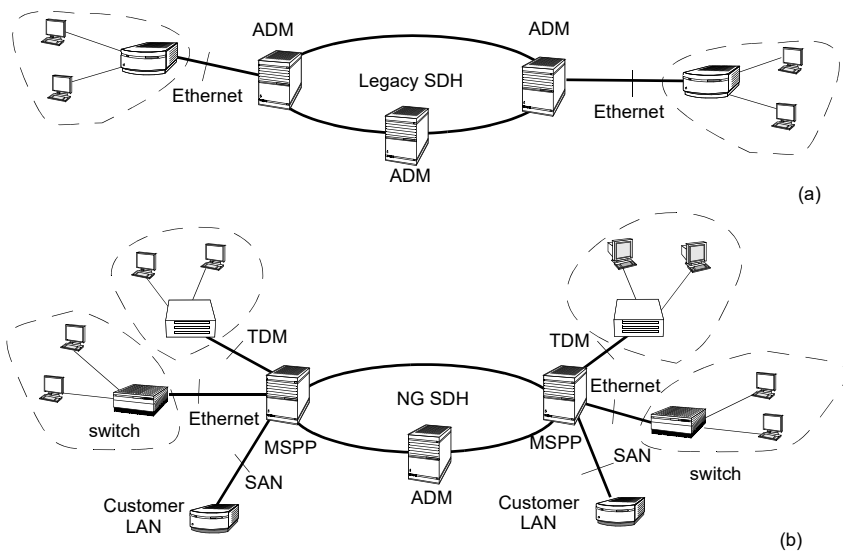 ADM
ADM
Legacy SDH
Ethernet
Ethernet
ADM
(a)
TDM
TDM
Ethernet
NG SDH
Ethernet
switch
MSPP
MSPP
SAN
SAN
switch
ADM
Customer
LAN
Customer
LAN
(b)